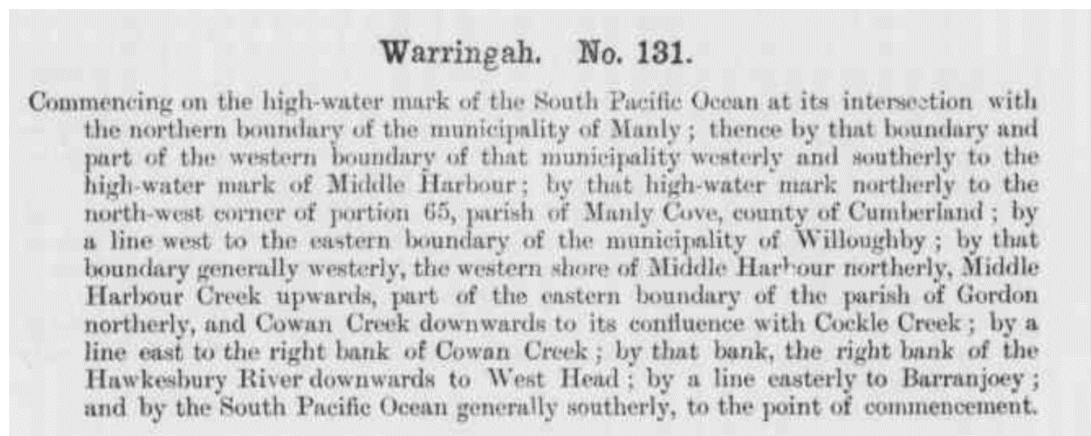 Warringah. No. 131.
Commencing on the high-water mark of the South Pacific Ocean at its intersection with
the northern boundary of the municipality of Manly ; thence by that boundary and
part of the western boundary of that municipality westerly and southerly to the
high-water mark of Middle Harbour ; by that high-water mark northerly to the
north-west corner of portion 65, parish of Manly Cove, county of Cumberland ; by
a line west to the eastern boundary of the municipality of Willoughby ; by that
boundary generally westerly, the western shore of Middle Harbour northerly, Middle
Harbour Creek upwards, part of the eastern boundary of the parish of Gordon
northerly, and Cowan Creek downwards to its confluence with Cockle Creek ; by a
line east to the right bank of Cowan Creek ; by that bank, the right bank of the
Hawkesbury River downwards to West Head ; by a line easterly to Barranjoey ;
and by the South Pacific Ocean generally southerly, to the point of commencement.